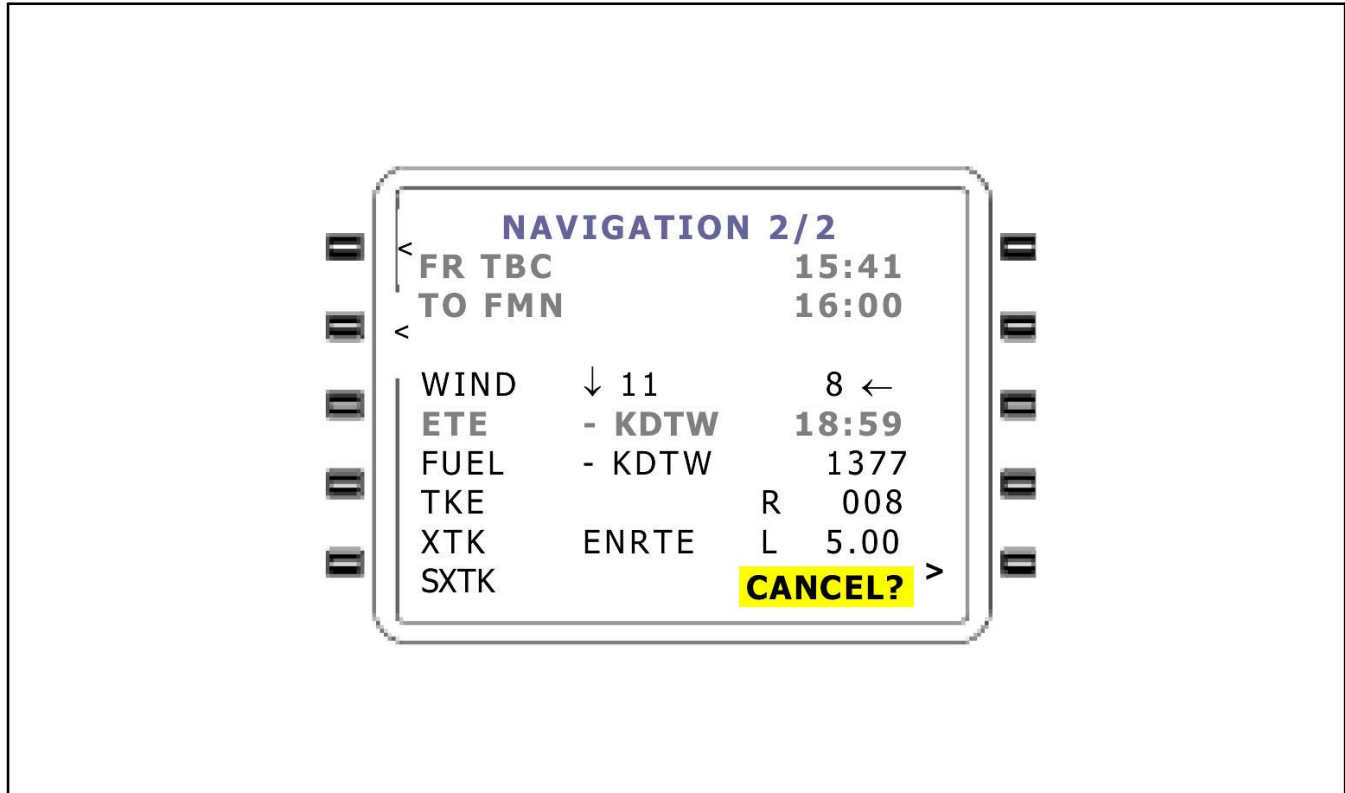 NAVIGATION 2/2
<
FR TBC 15:41
TO FMN 16:00
<
WIND ↓ 11 8 ←
ETE - KDTW 18:59
FUEL - KDTW 1377
TKE R 008
XTK ENRTE L 5.00
SXTK CANCEL? >